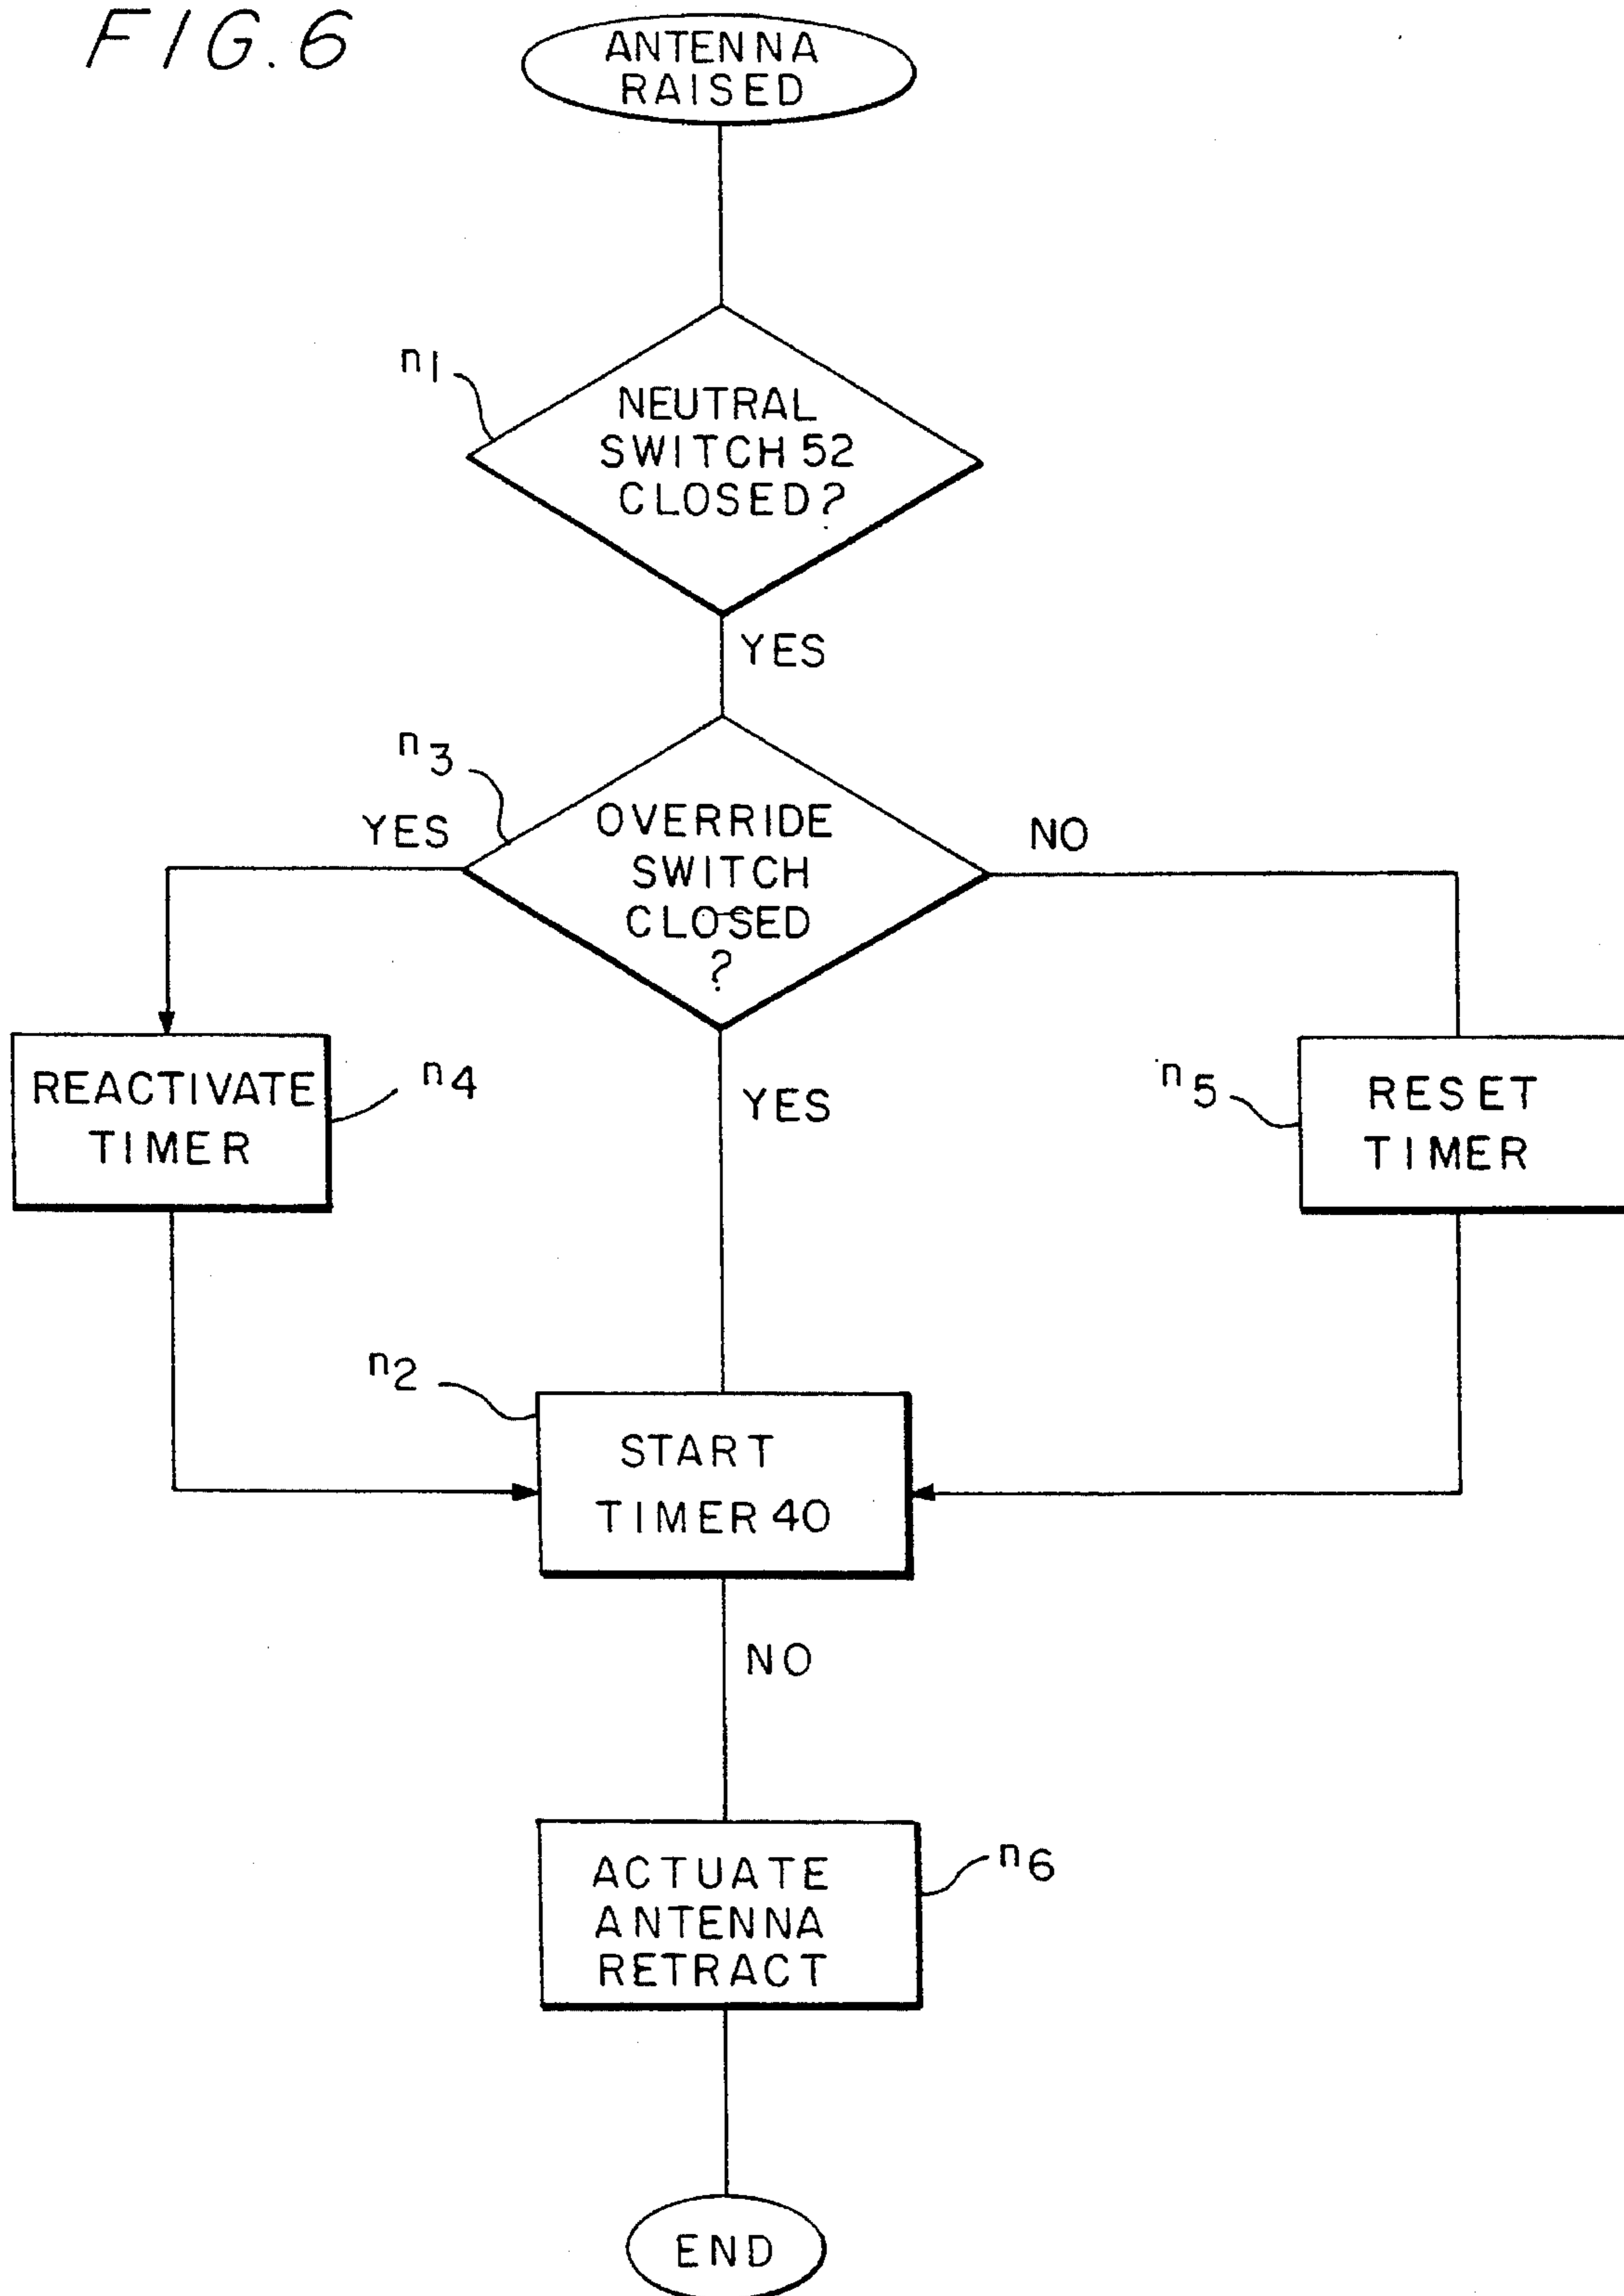 FIG.6
ANTENNA
RAISED
n1
NEUTRAL
SWITCH 52
CLOSED?
YES
n3
OVERRIDE
SWITCH
CLOSED
?
YES
NO
REACTIVATE
TIMER
n4
YES
n5
RESET
TIMER
n2
START
TIMER 40
NO
ACTUATE
ANTENNA
RETRACT
n6
END